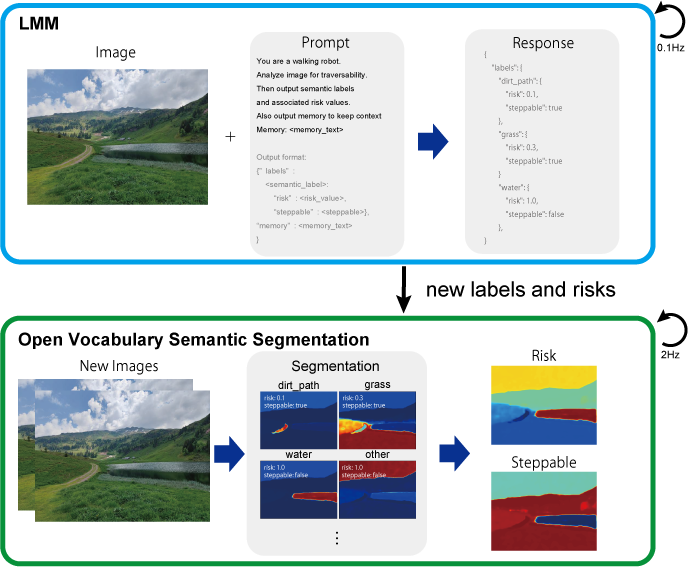 LMM
0.1Hz
Image
+
Prompt
You are a walking robot.
Analyze image for traversability.
Then output semantic labels
and associated risk values.
Also output memory to keep context
Memory: <memory_text>
Output format:
{" labels" :
<semantic_label>:
"risk" : <risk_value>,
"steppable" : <steppable>},
"memory" : <memory_text>
}
Response
{
"labels": {
"dirt_path": {
"risk": 0.1,
"steppable": true
},
"grass": {
"risk": 0.3,
"steppable": true
}
"water": {
"risk": 1.0,
"steppable": false
},
}
new labels and risks
Open Vocabulary Semantic Segmentation
2Hz
New Images
Segmentation
dirt_path
risk: 0.1
steppable: true
grass
risk: 0.3
steppable: true
water
risk: 1.0
steppable: false
other
risk: 1.0
steppable: false
⋮
Risk
Steppable